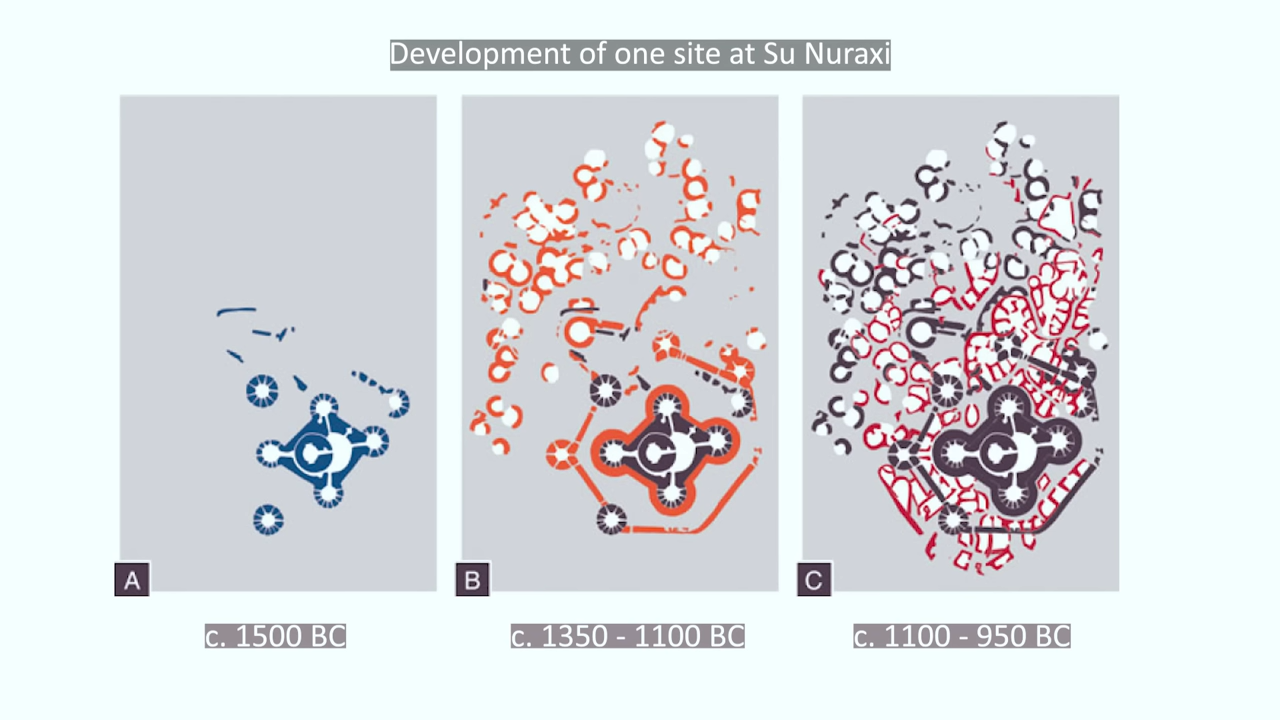 Development of one site at Su Nuraxi
A
B
C
c. 1500 BC
c. 1350 - 1100 BC
c. 1100 - 950 BC